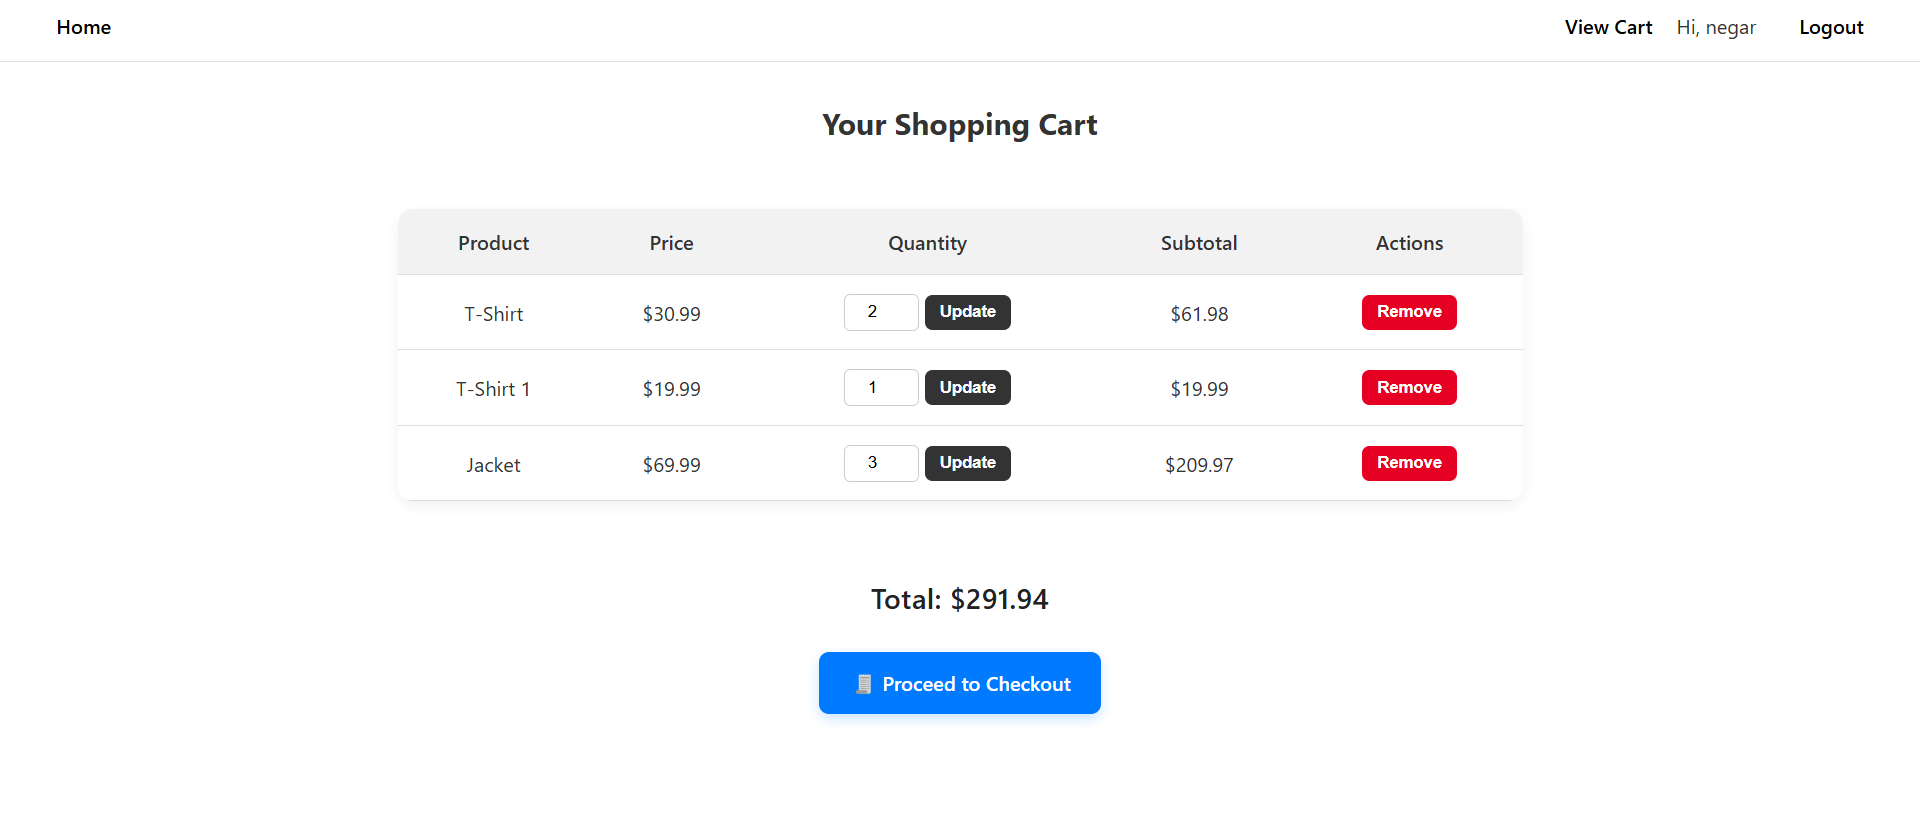 Home View Cart Hi, negar Logout
Your Shopping Cart
Product Price Quantity Subtotal Actions
T-Shirt $30.99 2 Update $61.98 Remove
T-Shirt 1 $19.99 1 Update $19.99 Remove
Jacket $69.99 3 Update $209.97 Remove
Total: $291.94
Proceed to Checkout